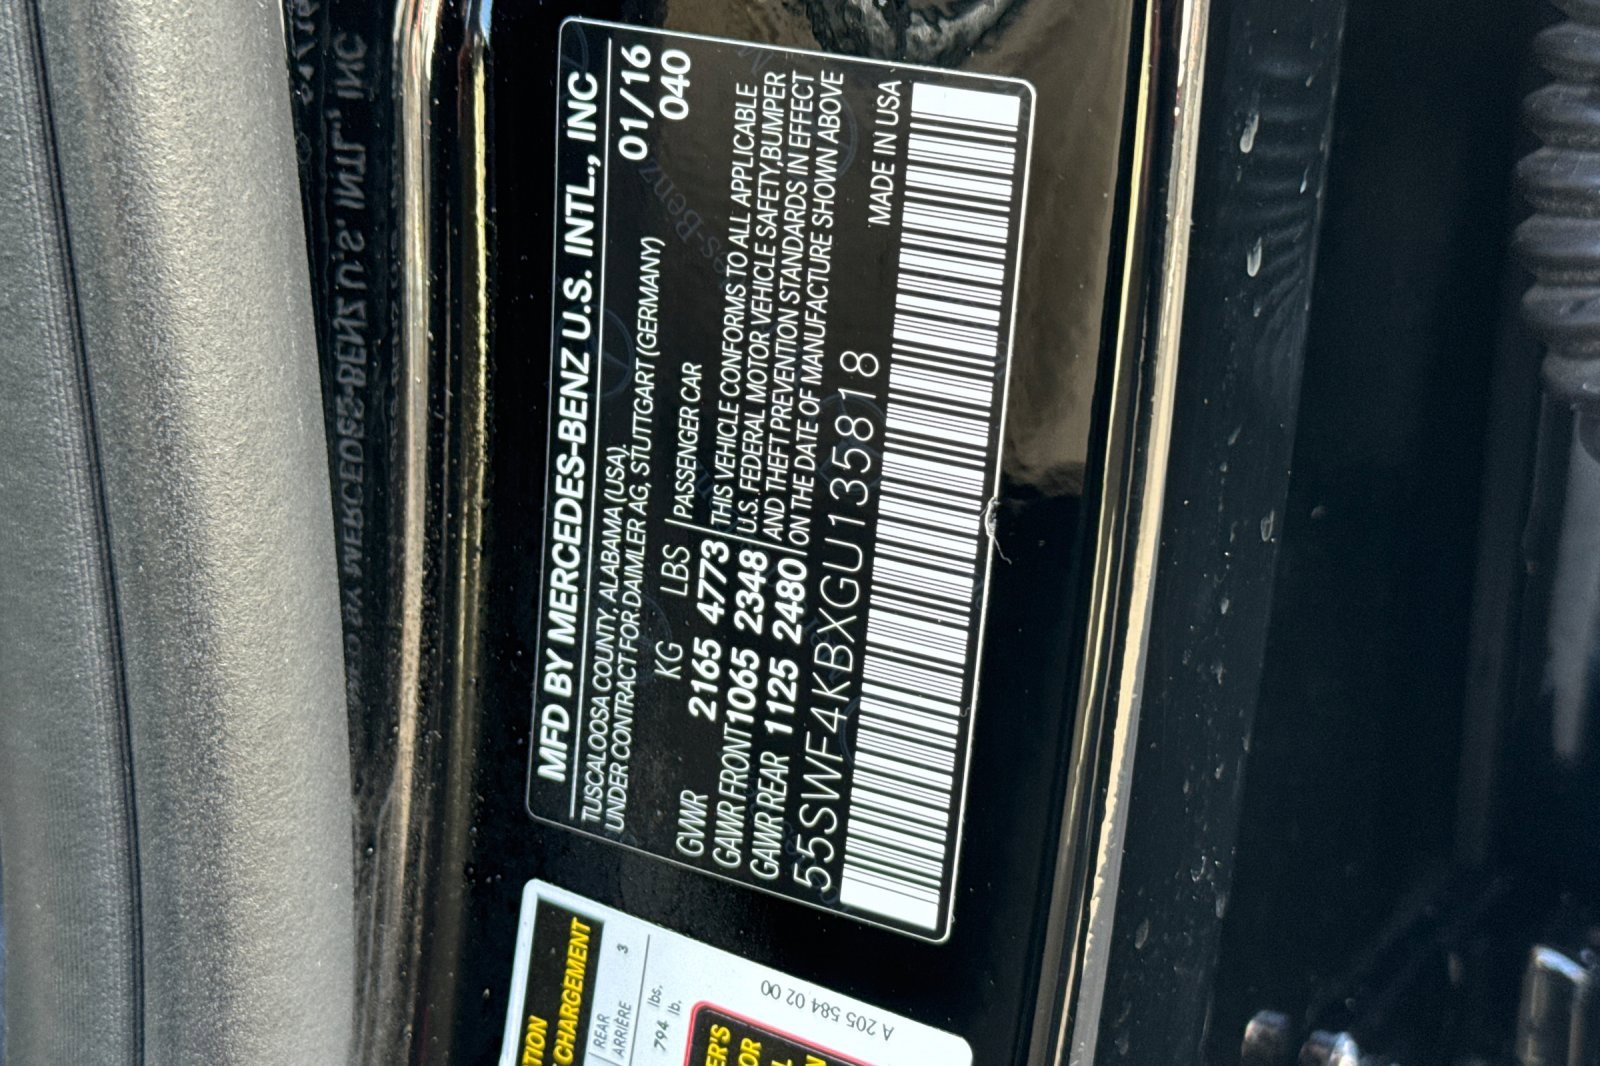 MFD BY MERCEDES-BENZ U.S. INTL., INC
TUSCALOOSA COUNTY, ALABAMA (USA).
UNDER CONTRACT FOR DAIMLER AG, STUTTGART (GERMANY)
01/16
040
KG LBS PASSENGER CAR
GVWR 2165 4773
GAWR FRONT 1065 2348
GAWR REAR 1125 2480
THIS VEHICLE CONFORMS TO ALL APPLICABLE
U.S. FEDERAL MOTOR VEHICLE SAFETY, BUMPER
AND THEFT PREVENTION STANDARDS IN EFFECT
ON THE DATE OF MANUFACTURE SHOWN ABOVE
55SWF4KBXGU135818
MADE IN USA
CHARGEMENT
REAR
ARRIÈRE 3
794 lbs,
lb.
A 205 584 02 00